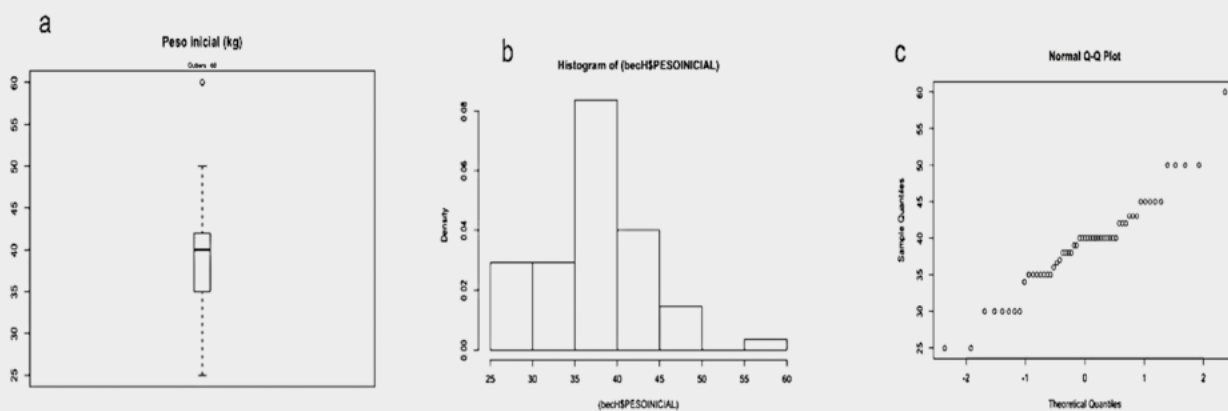 a
Peso inicial (kg)
Outliers 60
60
55
50
45
40
35
30
25
b
Histogram of (becH$PESOINICIAL)
Density
0.08
0.06
0.04
0.02
0.00
25 30 35 40 45 50 55 60
(becH$PESOINICIAL)
c
Normal Q-Q Plot
Sample Quantiles
60
55
50
45
40
35
30
25
-2 -1 0 1 2
Theoretical Quantiles